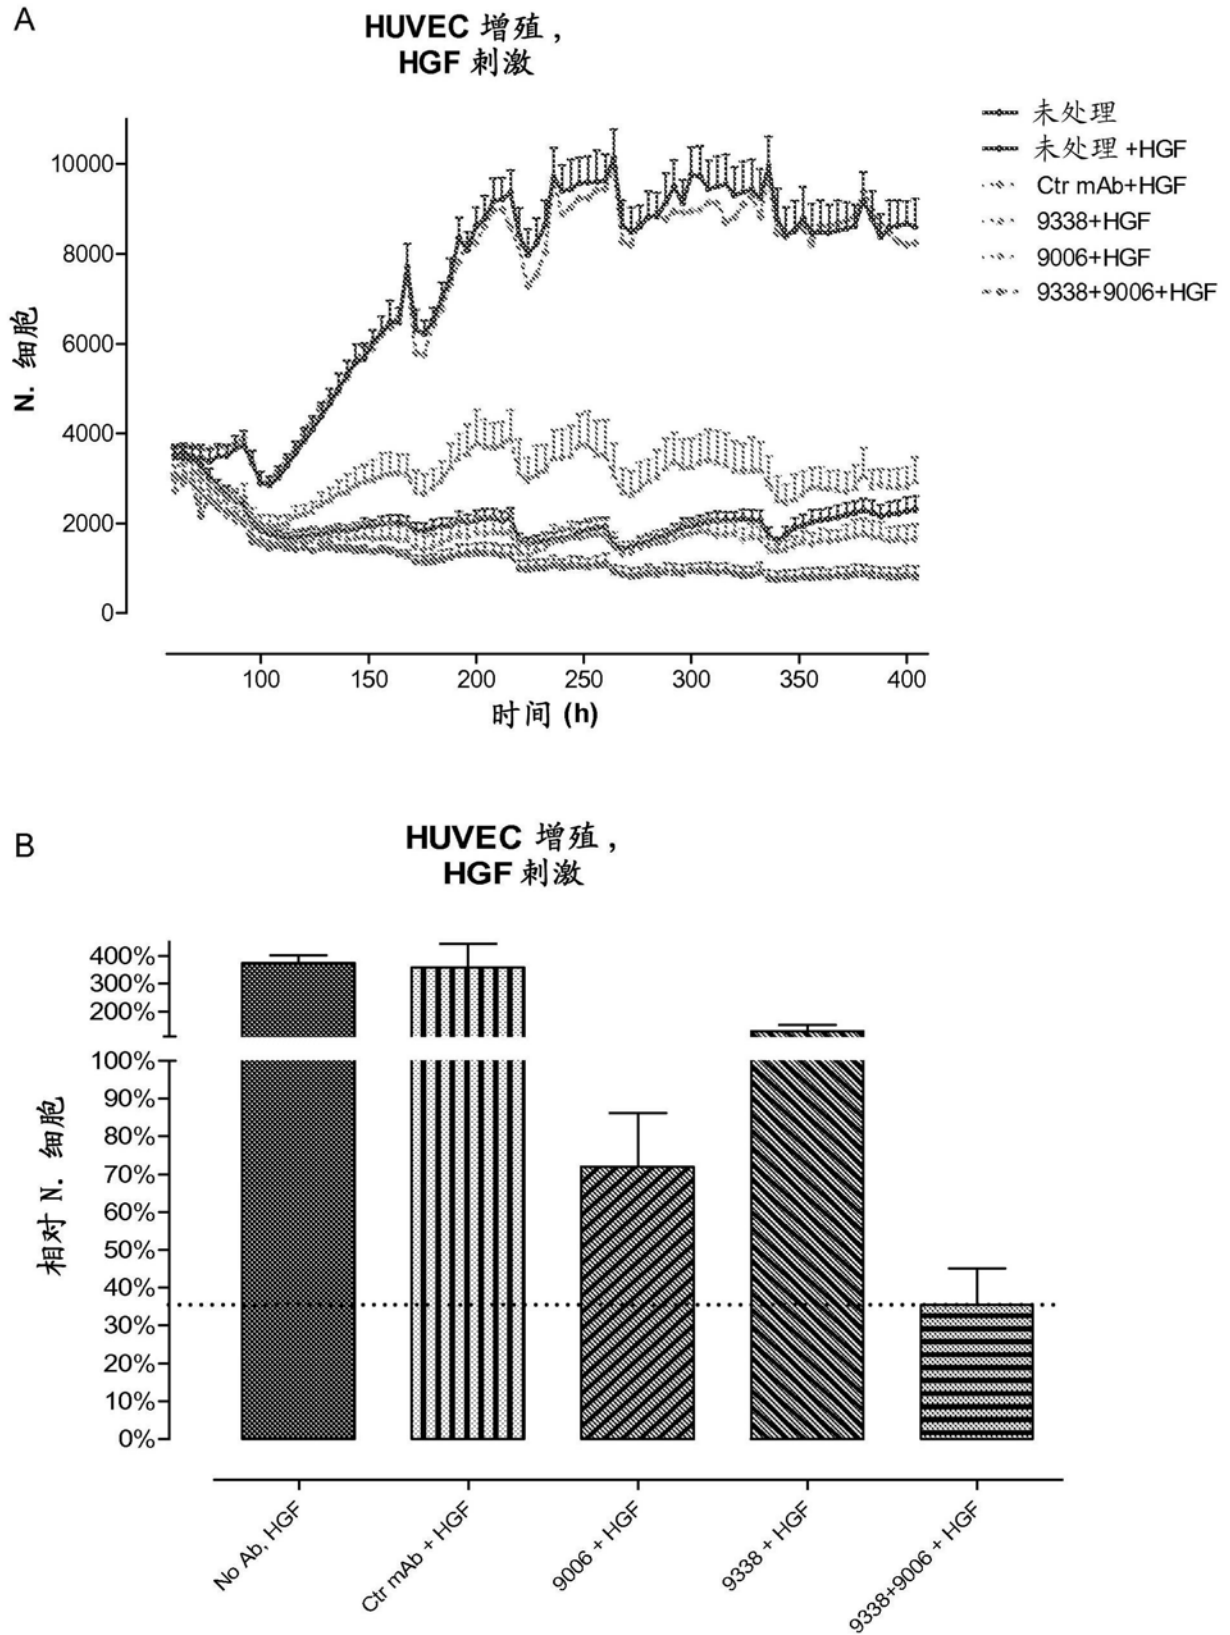 A
HUVEC 增殖,
HGF 刺激
未处理
未处理 +HGF
Ctr mAb+HGF
9338+HGF
9006+HGF
9338+9006+HGF
N. 细胞
10000
8000
6000
4000
2000
0
100 150 200 250 300 350 400
时间 (h)
B
HUVEC 增殖,
HGF 刺激
相对 N. 细胞
400%
300%
200%
100%
90%
80%
70%
60%
50%
40%
30%
20%
10%
0%
No Ab, HGF
Ctr mAb + HGF
9006 + HGF
9338 + HGF
9338+9006 + HGF